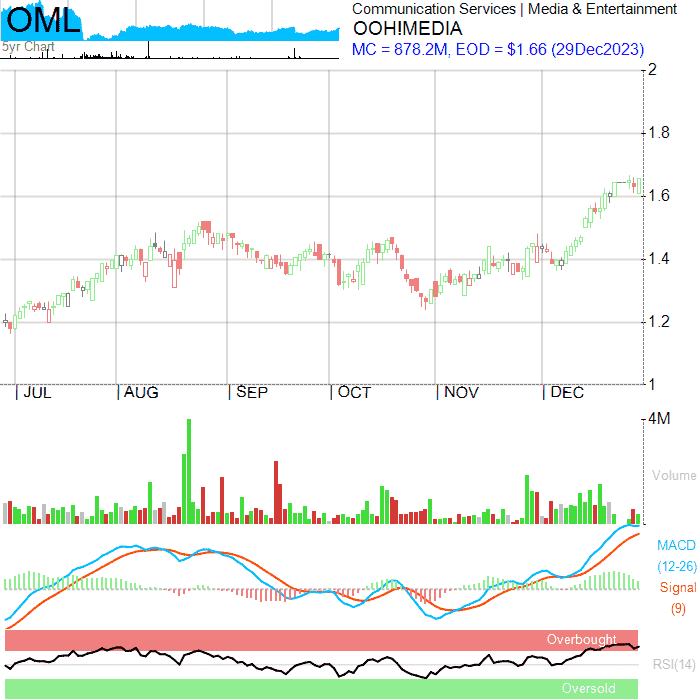 OML
5yr Chart
Communication Services | Media & Entertainment
OOH!MEDIA
MC = 878.2M, EOD = $1.66 (29Dec2023)
2
1.8
1.6
1.4
1.2
1
JUL AUG SEP OCT NOV DEC
4M
Volume
MACD
(12-26)
Signal
(9)
Overbought
RSI(14)
Oversold